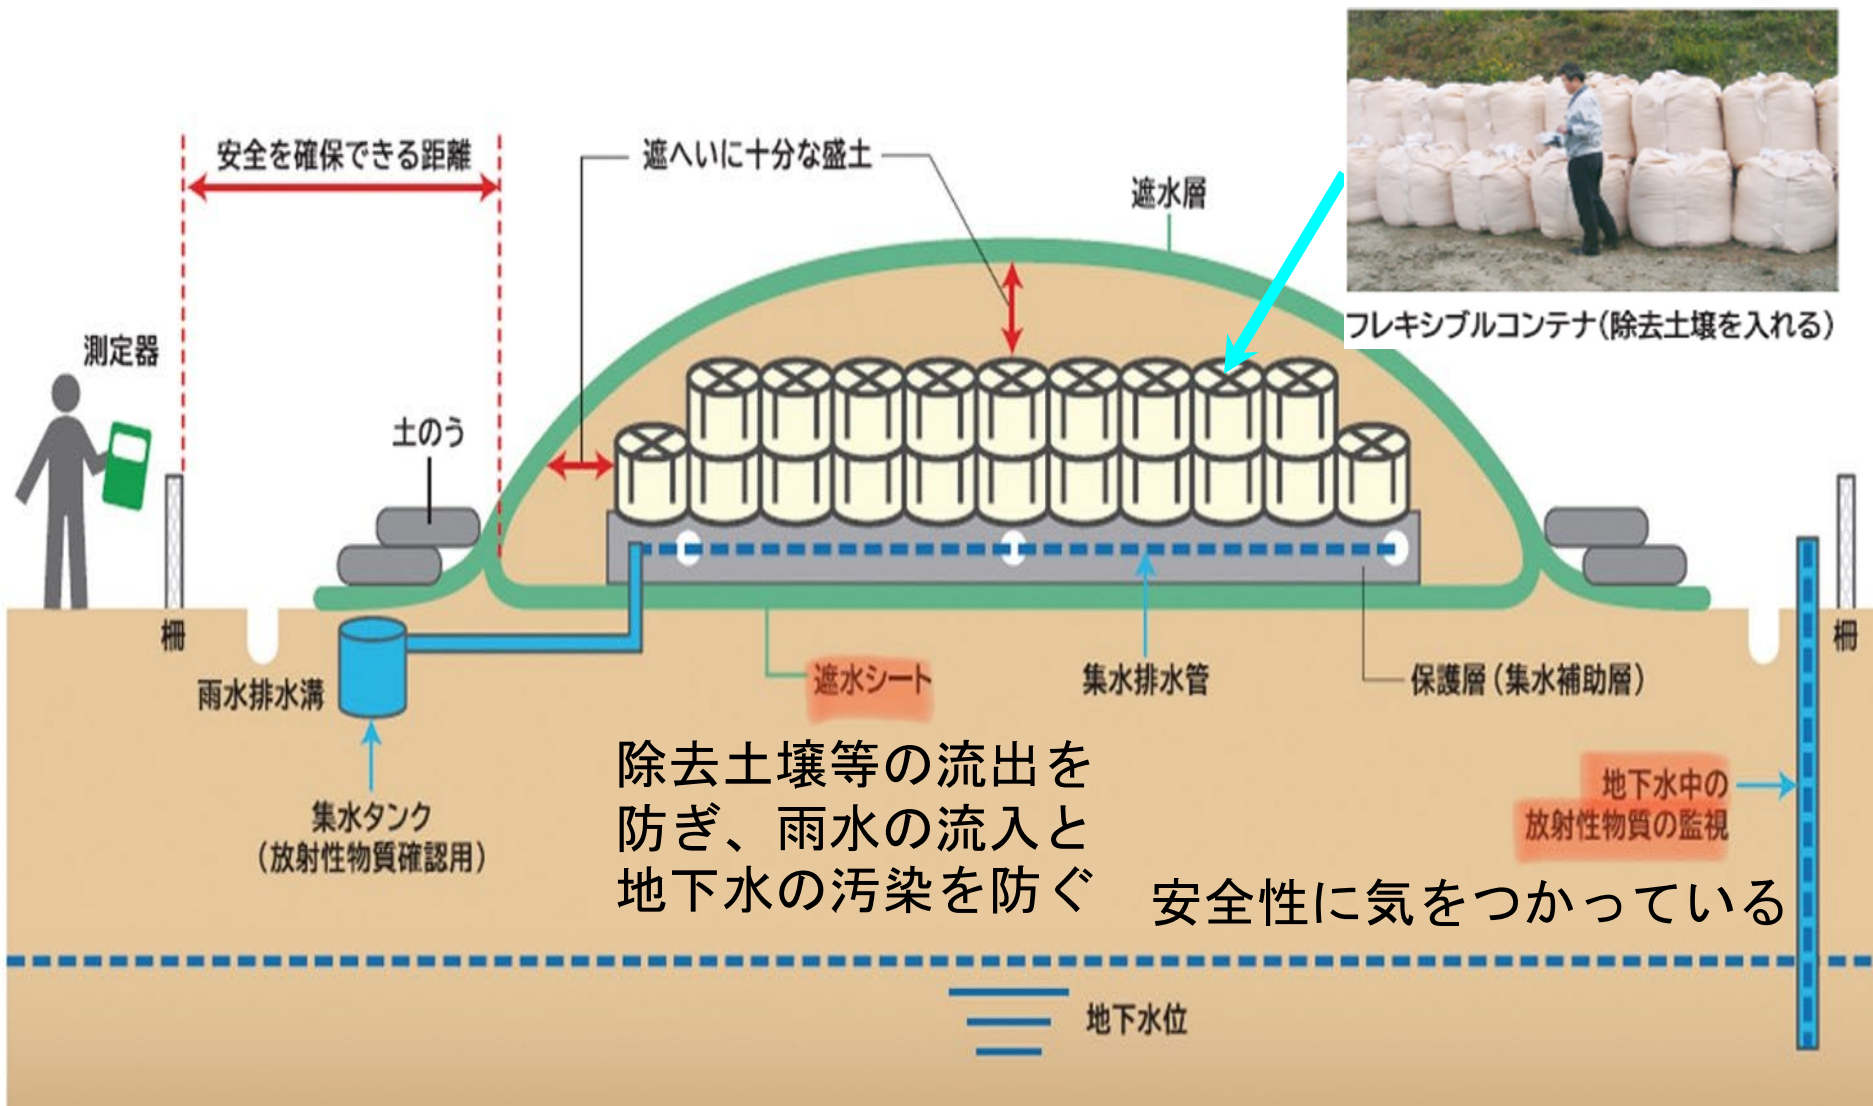 安全を確保できる距離
遮へいに十分な盛土
遮水層
フレキシブルコンテナ（除去土壌を入れる）
測定器
土のう
柵
柵
雨水排水溝
遮水シート
集水排水管
保護層（集水補助層）
集水タンク
（放射性物質確認用）
除去土壌等の流出を
防ぎ、雨水の流入と
地下水の汚染を防ぐ
地下水中の
放射性物質の監視
安全性に気をつかっている
地下水位